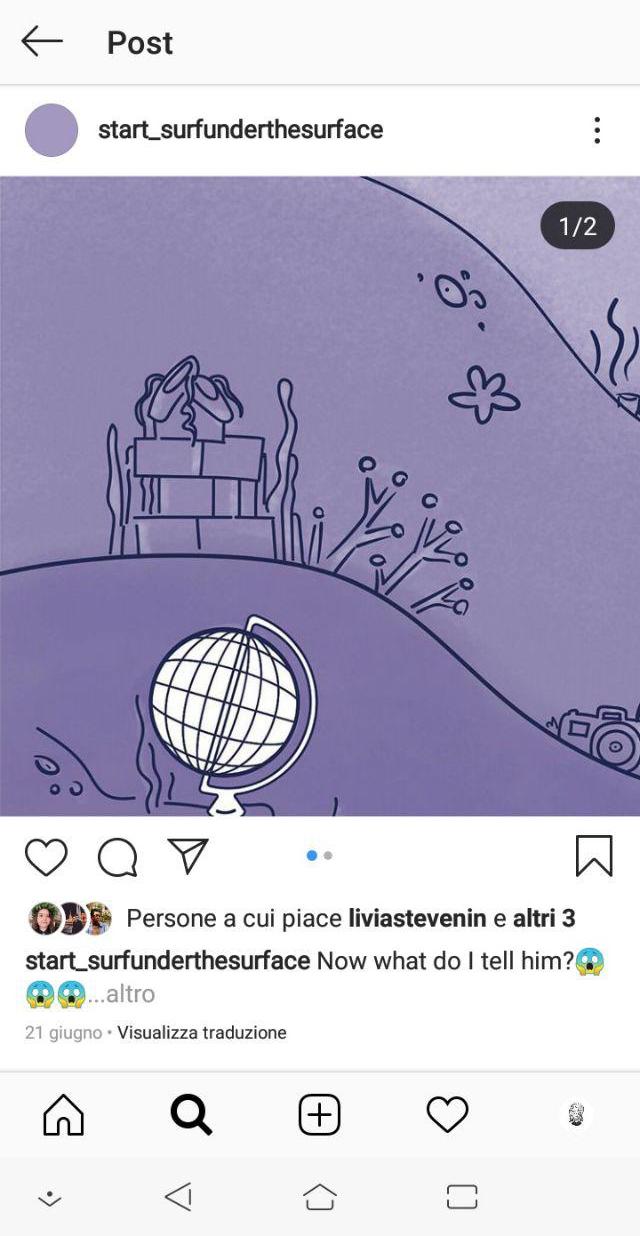 Post
start_surfunderthesurface
1/2
Persone a cui piace liviastevenin e altri 3
start_surfunderthesurface Now what do I tell him?😱
😱😱...altro
21 giugno • Visualizza traduzione